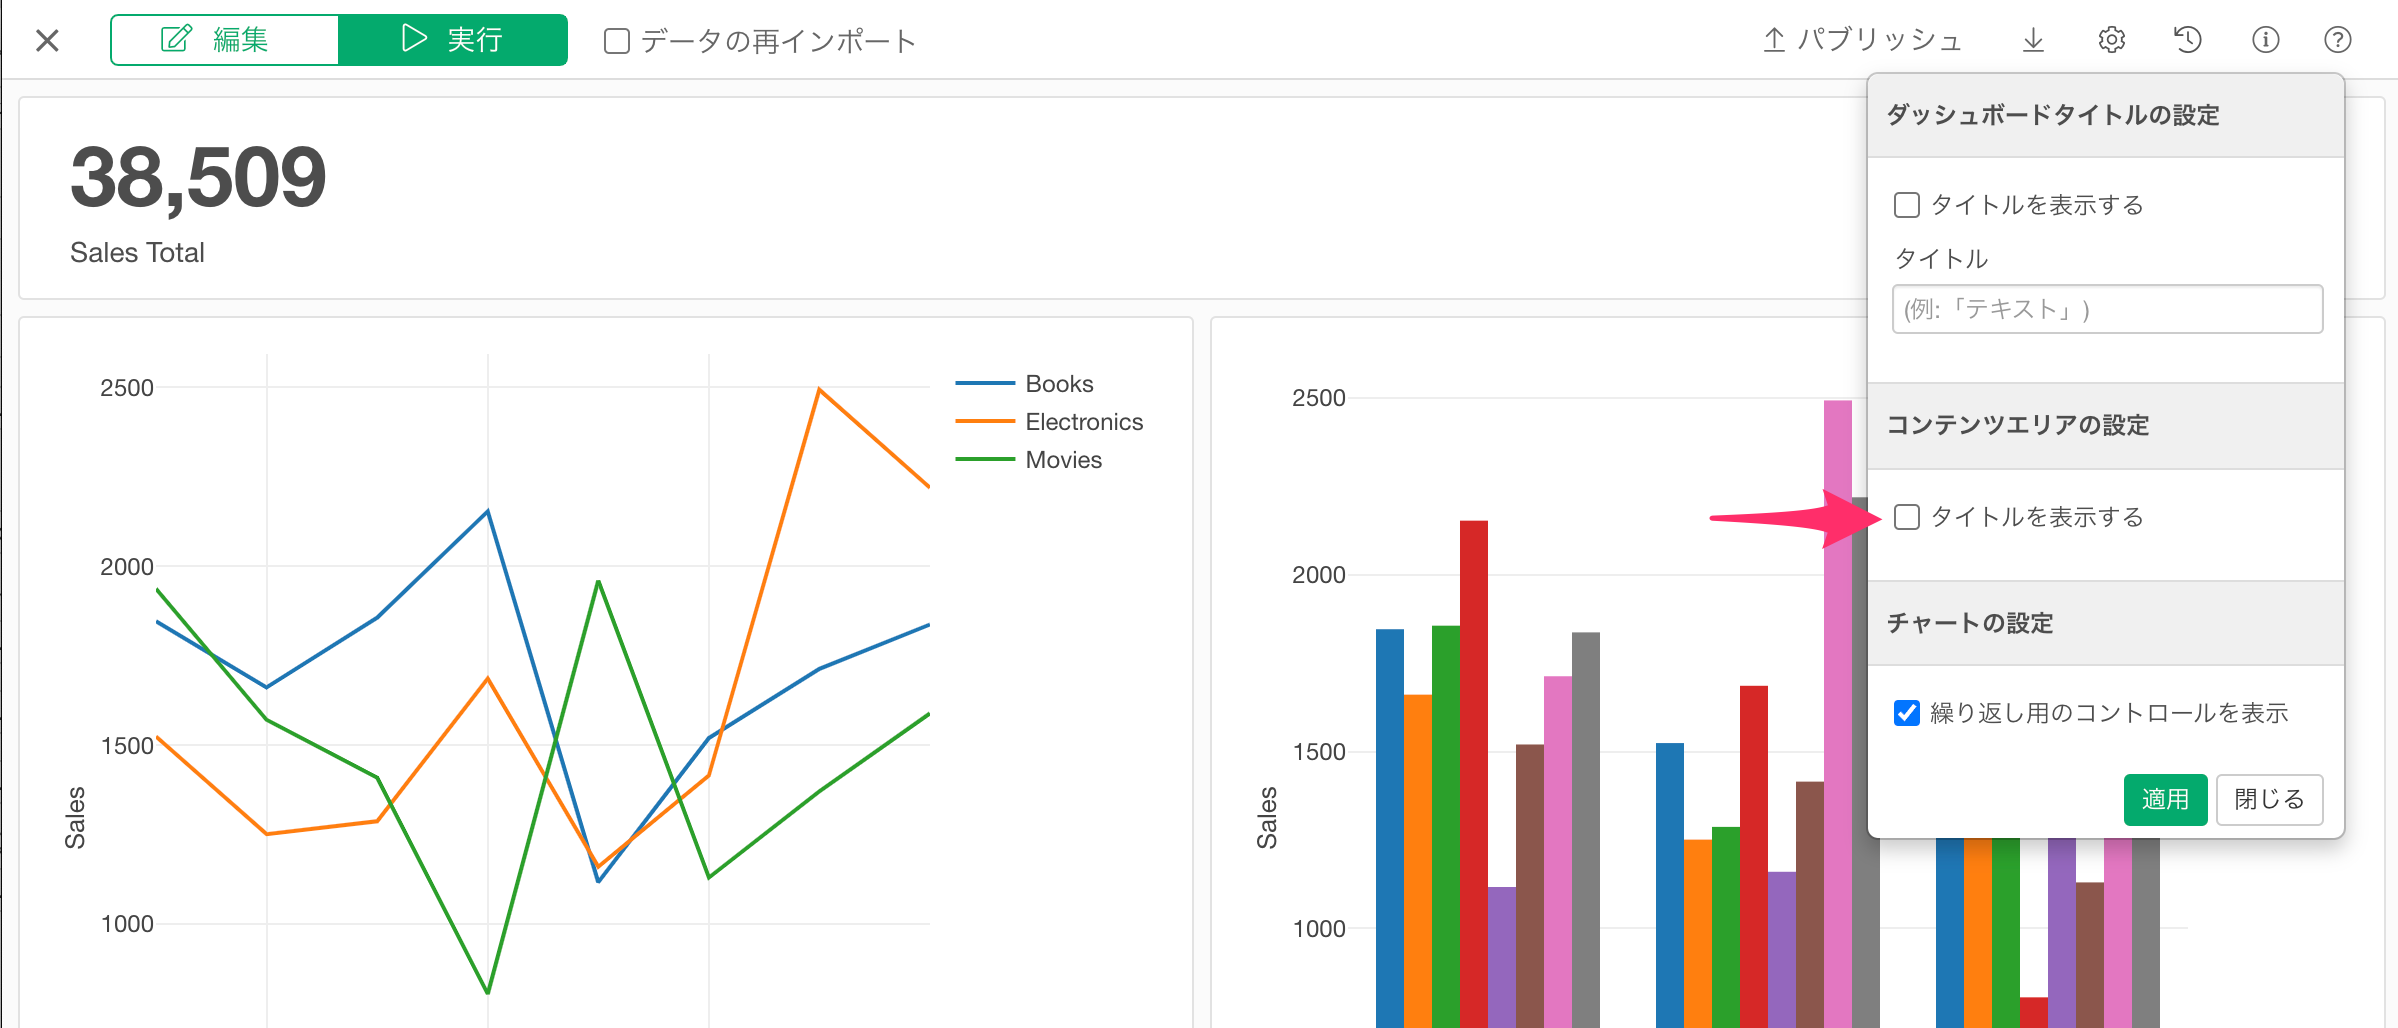 編集
実行
データの再インポート
パブリッシュ
38,509
Sales Total
2500
2000
1500
1000
Sales
Books
Electronics
Movies
2500
2000
1500
1000
Sales
ダッシュボードタイトルの設定
タイトルを表示する
タイトル
(例:「テキスト」)
コンテンツエリアの設定
タイトルを表示する
チャートの設定
繰り返し用のコントロールを表示
適用
閉じる